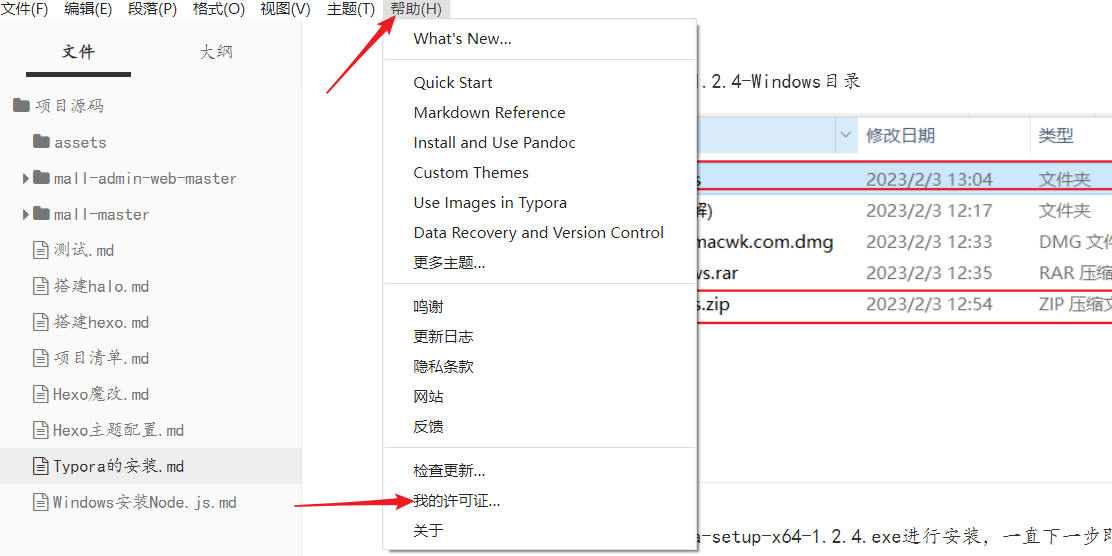 文件(F) 编辑(E) 段落(P) 格式(O) 视图(V) 主题(T) 帮助(H)
文件 大纲
项目源码
assets
mall-admin-web-master
mall-master
测试.md
搭建halo.md
搭建hexo.md
项目清单.md
Hexo魔改.md
Hexo主题配置.md
Typora的安装.md
Windows安装Node.js.md
What's New...
Quick Start
Markdown Reference
Install and Use Pandoc
Custom Themes
Use Images in Typora
Data Recovery and Version Control
更多主题...
鸣谢
更新日志
隐私条款
网站
反馈
检查更新...
我的许可证...
关于
1.2.4-Windows目录
修改日期 类型
s 2023/2/3 13:04 文件夹
解) 2023/2/3 12:17 文件夹
macwk.com.dmg 2023/2/3 12:33 DMG 文件
ws.rar 2023/2/3 12:35 RAR 压缩
s.zip 2023/2/3 12:54 ZIP 压缩文
a-setup-x64-1.2.4.exe进行安装，一直下一步即